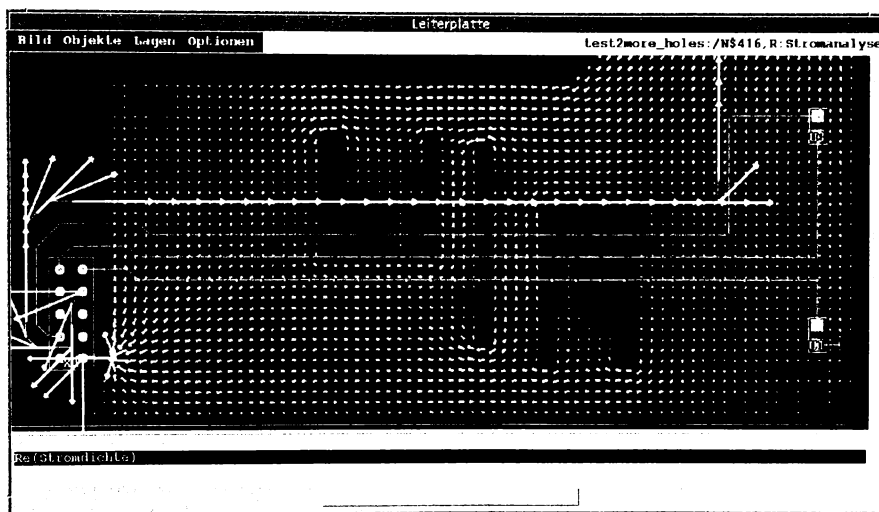 Leiterplatte
Bild Objekte Lagen Optionen
test2more_holes:/N$416,R:Stromanalyse
Re(Stromdichte)